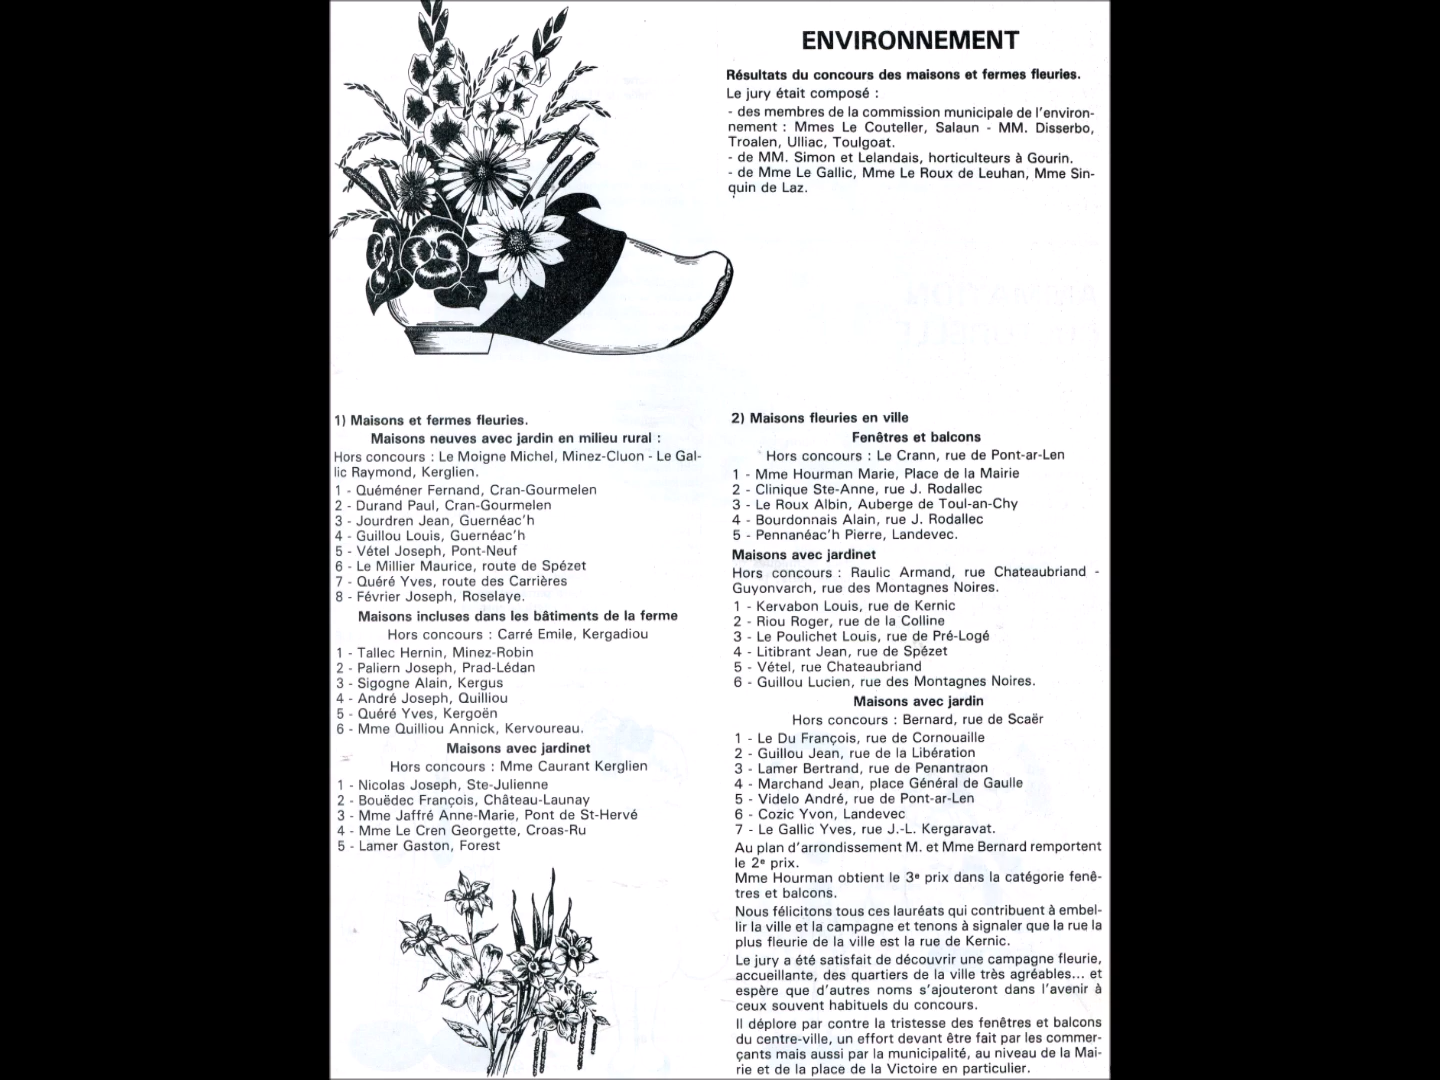 ENVIRONNEMENT
Résultats du concours des maisons et fermes fleuries.
Le jury était composé :
- des membres de la commission municipale de l'environ-
nement : Mmes Le Couteller, Salaun - MM. Disserbo,
Troalen, Ulliac, Toulgoat.
- de MM. Simon et Lelandais, horticulteurs à Gourin.
- de Mme Le Gallic, Mme Le Roux de Leuhan, Mme Sin-
quin de Laz.
1) Maisons et fermes fleuries.
Maisons neuves avec jardin en milieu rural :
Hors concours : Le Moigne Michel, Minez-Cluon - Le Gal-
lic Raymond, Kerglien.
1 - Quéméner Fernand, Cran-Gourmelen
2 - Durand Paul, Cran-Gourmelen
3 - Jourdren Jean, Guernéac'h
4 - Guillou Louis, Guernéac'h
5 - Vétel Joseph, Pont-Neuf
6 - Le Millier Maurice, route de Spézet
7 - Quéré Yves, route des Carrières
8 - Février Joseph, Roselaye.
Maisons incluses dans les bâtiments de la ferme
Hors concours : Carré Emile, Kergadiou
1 - Tallec Hernin, Minez-Robin
2 - Paliern Joseph, Prad-Lédan
3 - Sigogne Alain, Kergus
4 - André Joseph, Quilliou
5 - Quéré Yves, Kergoën
6 - Mme Quilliou Annick, Kervoureau.
Maisons avec jardinet
Hors concours : Mme Caurant Kerglien
1 - Nicolas Joseph, Ste-Julienne
2 - Bouëdec François, Château-Launay
3 - Mme Jaffré Anne-Marie, Pont de St-Hervé
4 - Mme Le Cren Georgette, Croas-Ru
5 - Lamer Gaston, Forest
2) Maisons fleuries en ville
Fenêtres et balcons
Hors concours : Le Crann, rue de Pont-ar-Len
1 - Mme Hourman Marie, Place de la Mairie
2 - Clinique Ste-Anne, rue J. Rodallec
3 - Le Roux Albin, Auberge de Toul-an-Chy
4 - Bourdonnais Alain, rue J. Rodallec
5 - Pennanéac'h Pierre, Landevec.
Maisons avec jardinet
Hors concours : Raulic Armand, rue Chateaubriand -
Guyonvarch, rue des Montagnes Noires.
1 - Kervabon Louis, rue de Kernic
2 - Riou Roger, rue de la Colline
3 - Le Poulichet Louis, rue de Pré-Logé
4 - Litibrant Jean, rue de Spézet
5 - Vétel, rue Chateaubriand
6 - Guillou Lucien, rue des Montagnes Noires.
Maisons avec jardin
Hors concours : Bernard, rue de Scaër
1 - Le Du François, rue de Cornouaille
2 - Guillou Jean, rue de la Libération
3 - Lamer Bertrand, rue de Penantraon
4 - Marchand Jean, place Général de Gaulle
5 - Videlo André, rue de Pont-ar-Len
6 - Cozic Yvon, Landevec
7 - Le Gallic Yves, rue J.-L. Kergaravat.
Au plan d'arrondissement M. et Mme Bernard remportent
le 2e prix.
Mme Hourman obtient le 3e prix dans la catégorie fenê-
tres et balcons.
Nous félicitons tous ces lauréats qui contribuent à embel-
lir la ville et la campagne et tenons à signaler que la rue la
plus fleurie de la ville est la rue de Kernic.
Le jury a été satisfait de découvrir une campagne fleurie,
accueillante, des quartiers de la ville très agréables... et
espère que d'autres noms s'ajouteront dans l'avenir à
ceux souvent habituels du concours.
Il déplore par contre la tristesse des fenêtres et balcons
du centre-ville, un effort devant être fait par les commer-
çants mais aussi par la municipalité, au niveau de la Mai-
rie et de la place de la Victoire en particulier.